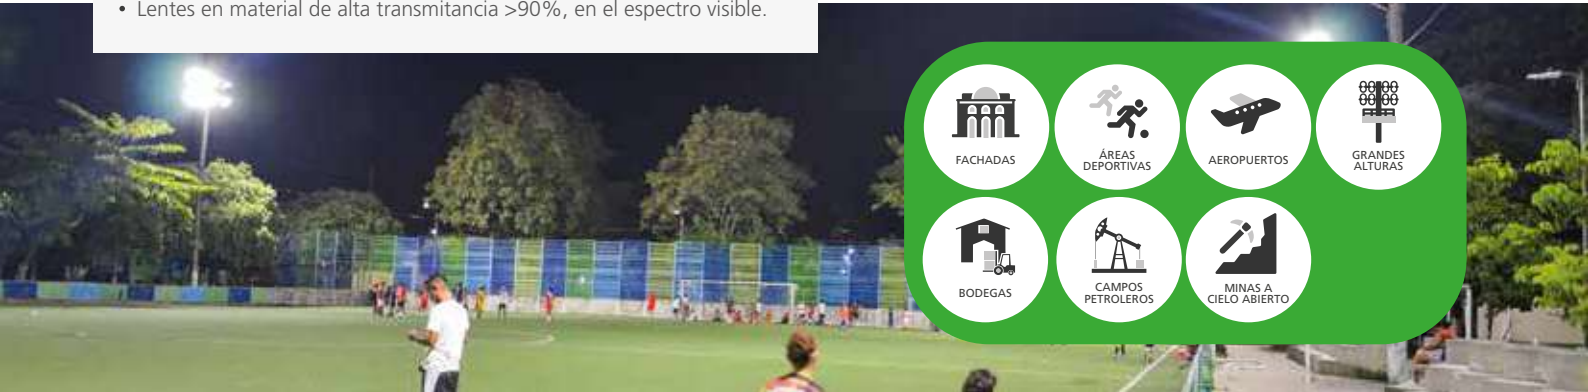 • Lentes en material de alta transmitancia >90%, en el espectro visible.
FACHADAS
ÁREAS
DEPORTIVAS
AEROPUERTOS
GRANDES
ALTURAS
BODEGAS
CAMPOS
PETROLEROS
MINAS A
CIELO ABIERTO